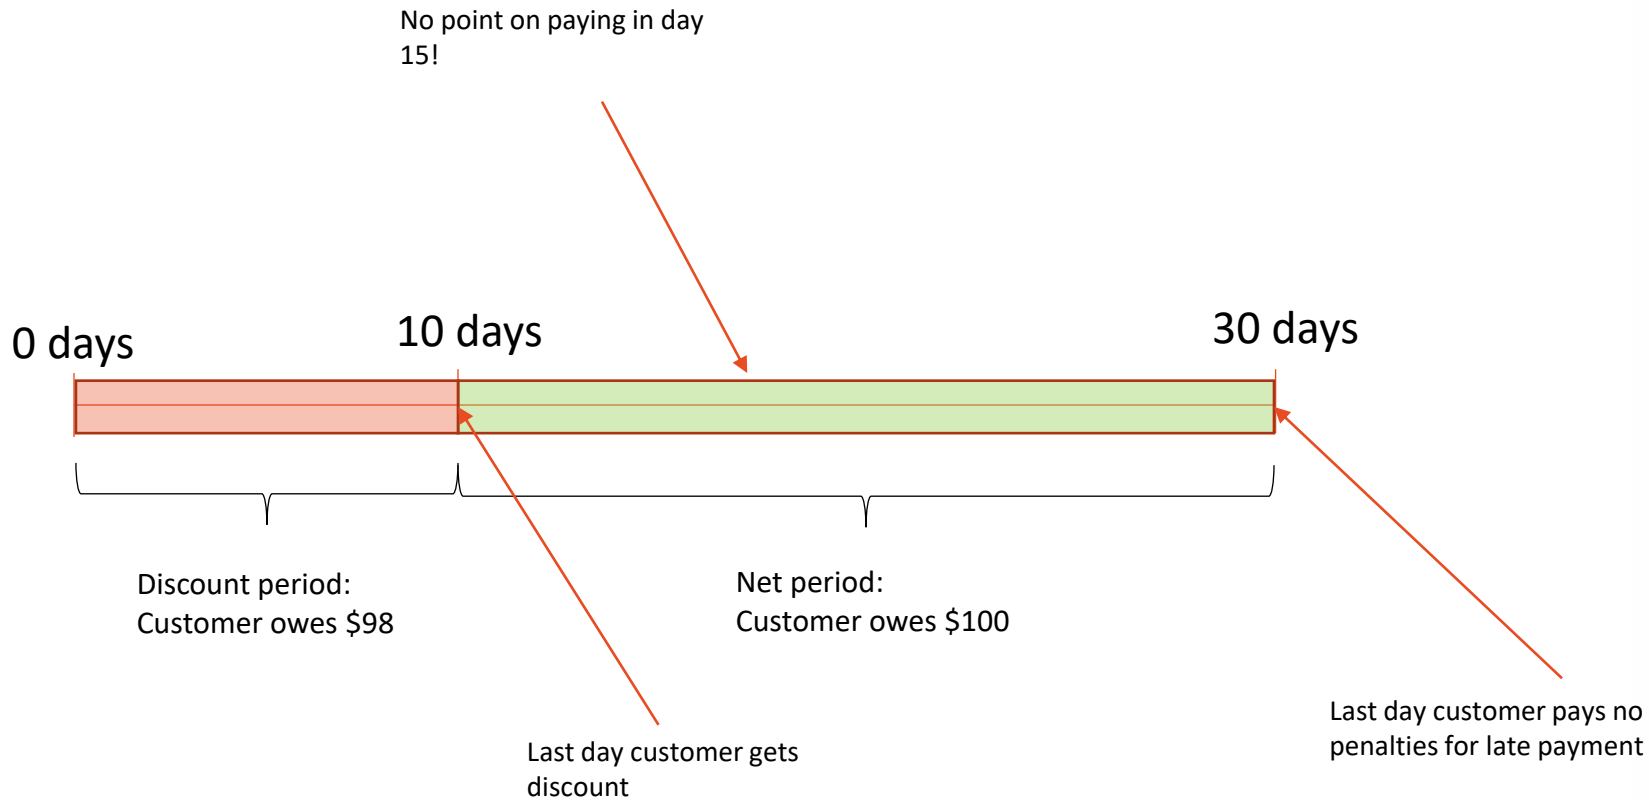 No point on paying in day
15!
0 days
10 days
30 days
Discount period:
Customer owes $98
Net period:
Customer owes $100
Last day customer gets
discount
Last day customer pays no
penalties for late payment